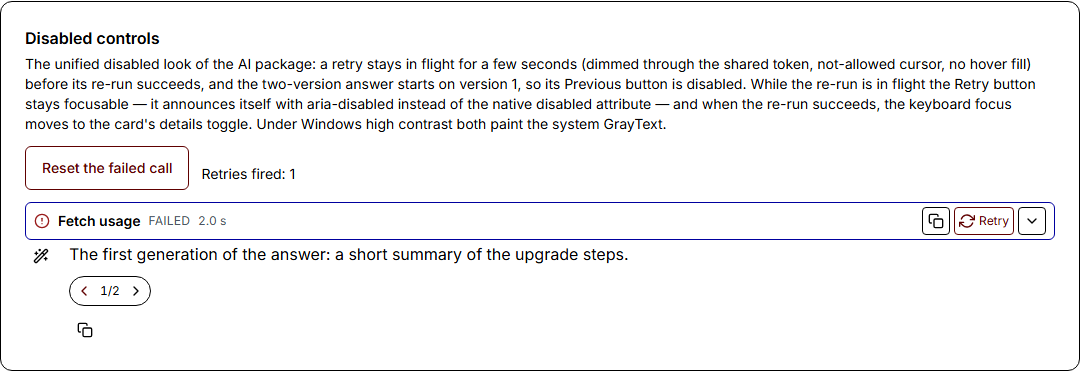 Disabled controls
The unified disabled look of the AI package: a retry stays in flight for a few seconds (dimmed through the shared token, not-allowed cursor, no hover fill)
before its re-run succeeds, and the two-version answer starts on version 1, so its Previous button is disabled. While the re-run is in flight the Retry button
stays focusable — it announces itself with aria-disabled instead of the native disabled attribute — and when the re-run succeeds, the keyboard focus
moves to the card's details toggle. Under Windows high contrast both paint the system GrayText.
Reset the failed call
Retries fired: 1
Fetch usage FAILED 2.0 s Retry
The first generation of the answer: a short summary of the upgrade steps.
1/2